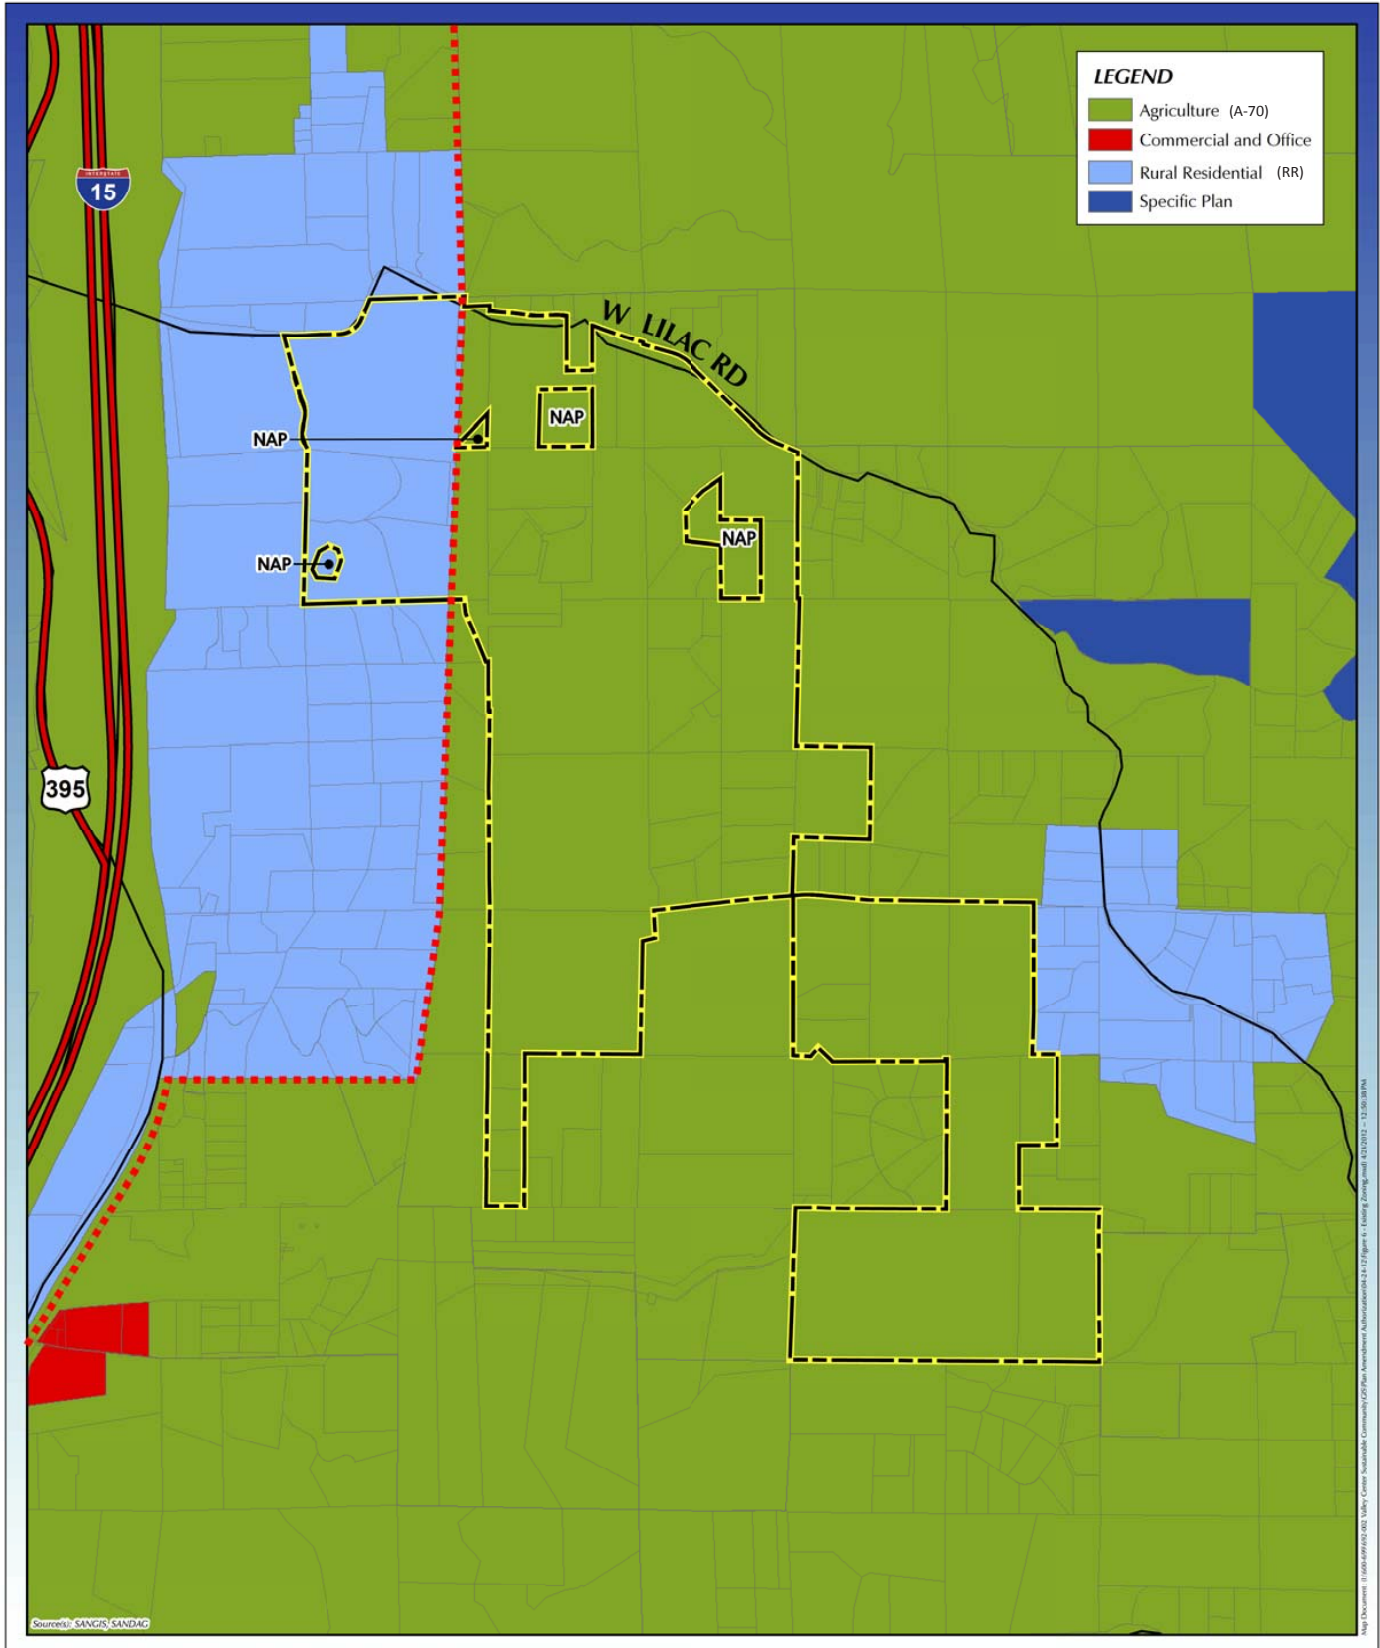 LEGEND
Agriculture (A-70)
Commercial and Office
Rural Residential (RR)
Specific Plan
INTERSTATE
15
W LILAC RD
NAP
NAP
NAP
NAP
395
Source(s): SANGIS, SANDAG